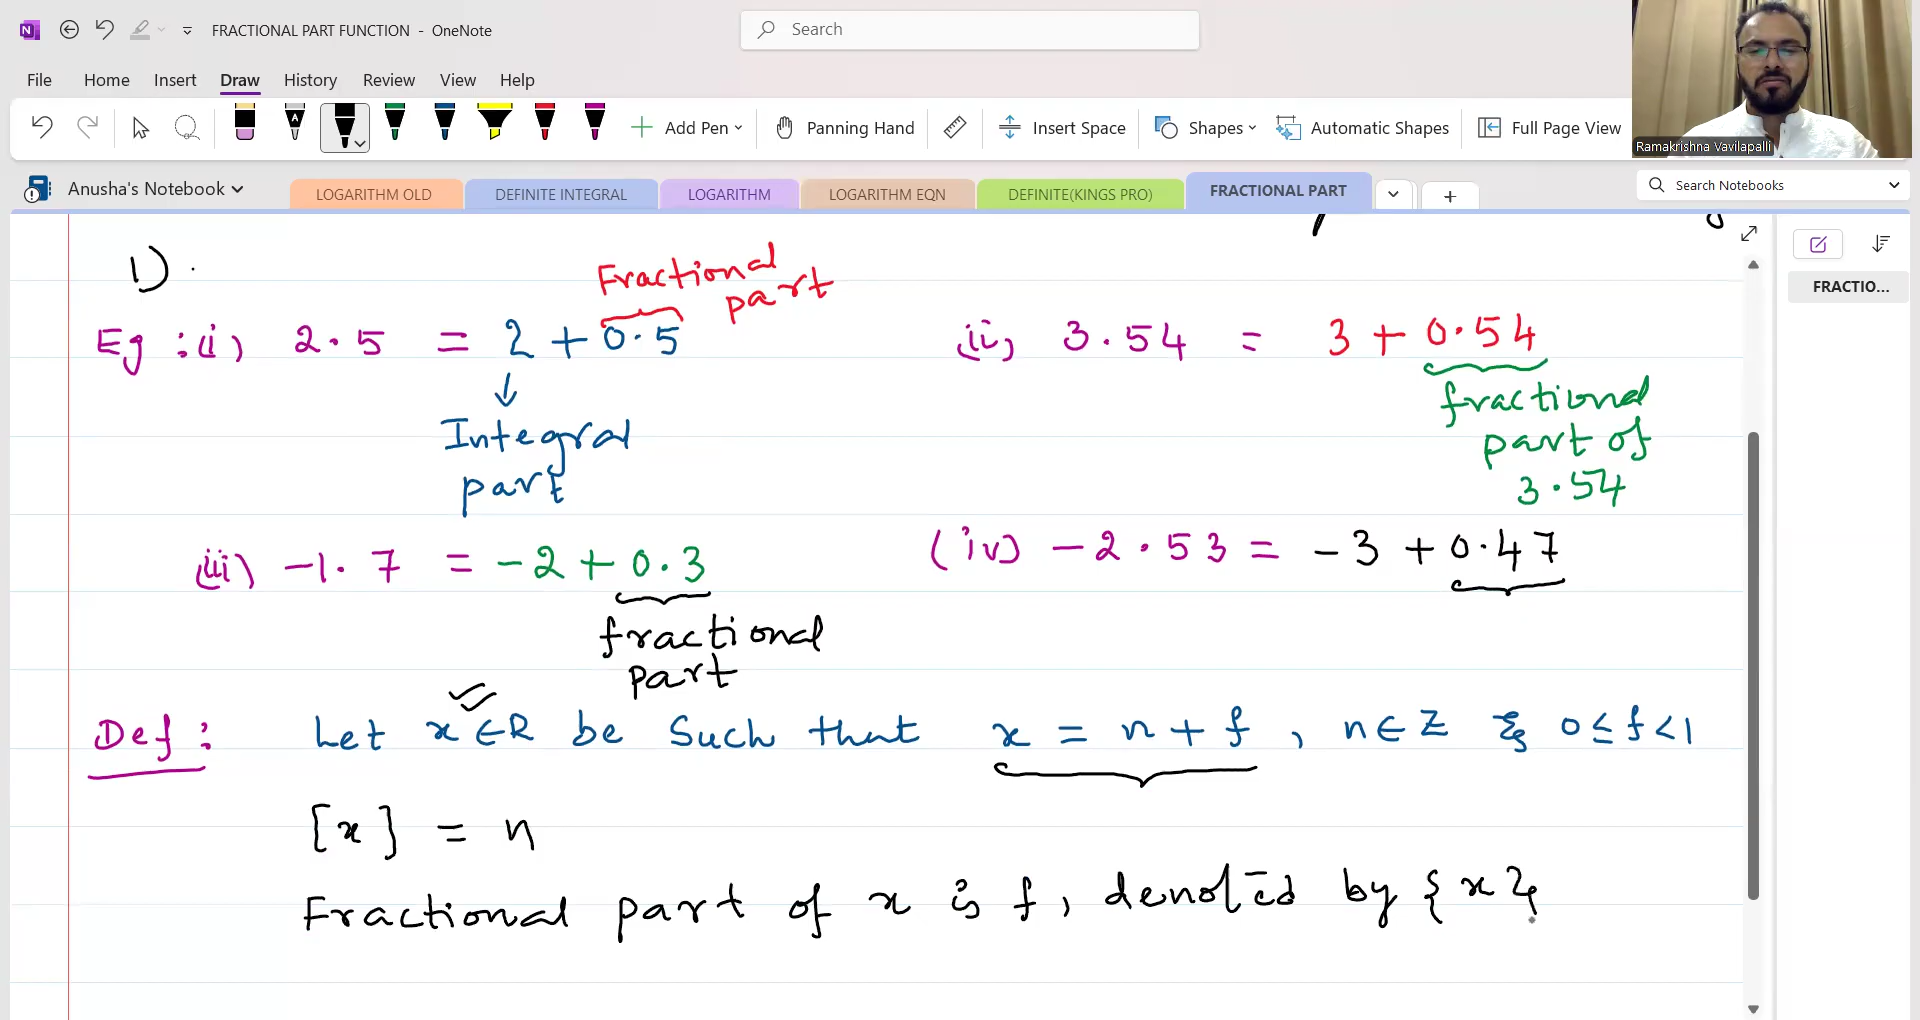 FRACTIONAL PART FUNCTION - OneNote
Search
File Home Insert Draw History Review View Help
Add Pen Panning Hand Insert Space Shapes Automatic Shapes Full Page View
Ramakrishna Vavilapalli
Anusha's Notebook LOGARITHM OLD DEFINITE INTEGRAL LOGARITHM LOGARITHM EQN DEFINITE(KINGS PRO) FRACTIONAL PART Search Notebooks
FRACTIO...
1) .
Fractional
part
Eg : (i) 2.5 = 2 + 0.5
↓
Integral
part
(ii) 3.54 = 3 + 0.54
fractional
part of
3.54
(iii) -1.7 = -2 + 0.3
fractional
part
(iv) -2.53 = -3 + 0.47
Def : Let x ∈ R be Such that x = n + f , n ∈ Z & 0 ≤ f < 1
[x] = n
Fractional part of x is f, denoted by {x}